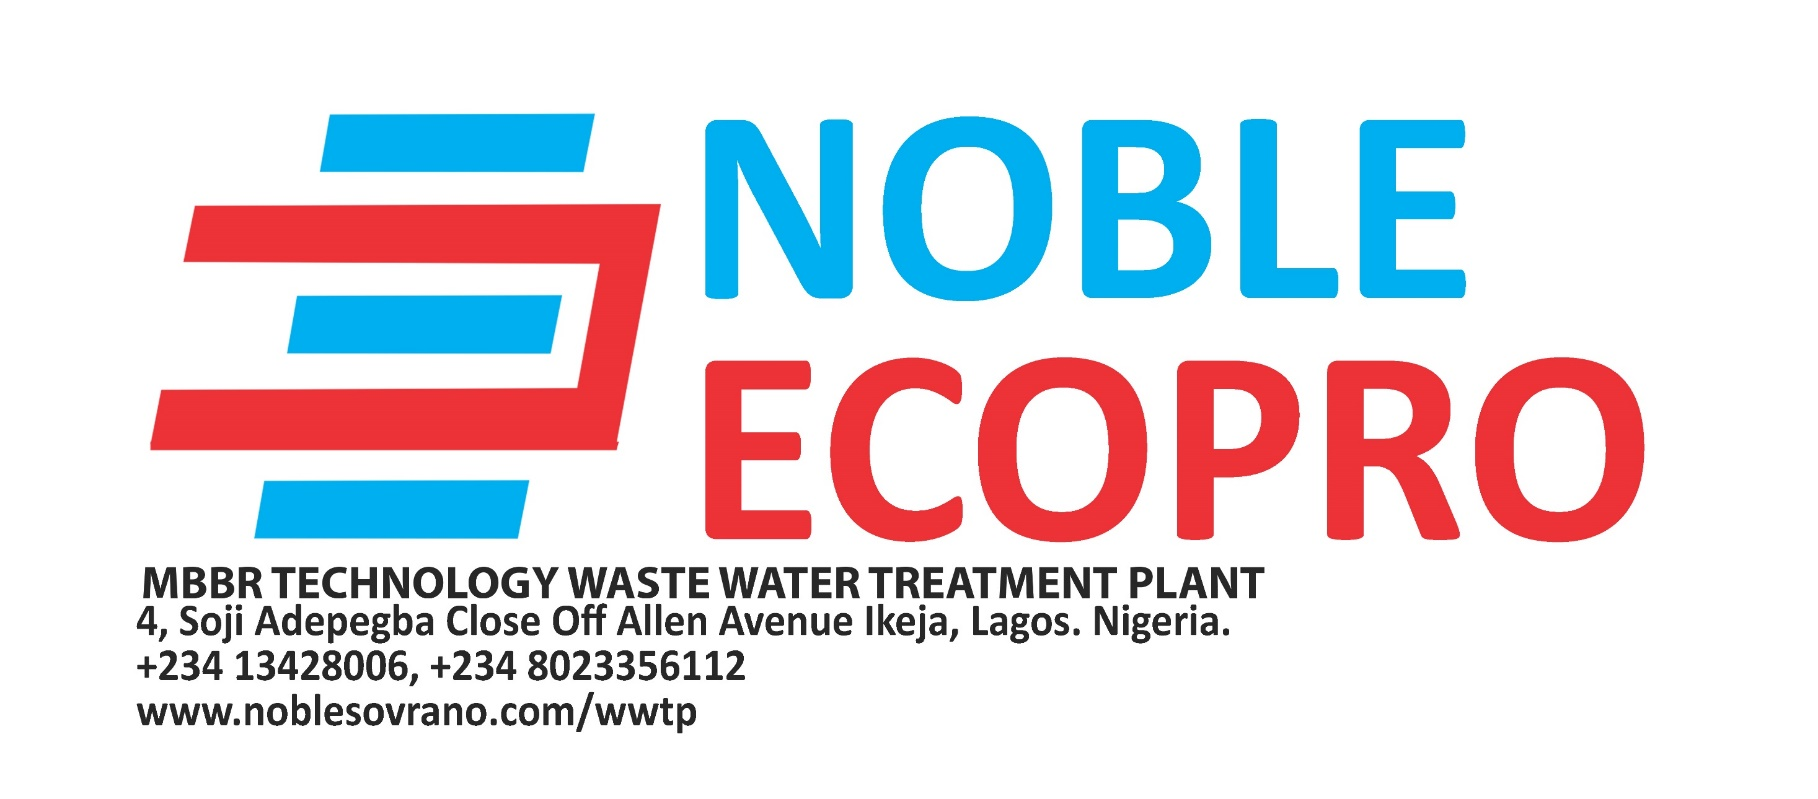 NOBLE
ECOPRO
MBBR TECHNOLOGY WASTE WATER TREATMENT PLANT
4, Soji Adepegba Close Off Allen Avenue Ikeja, Lagos. Nigeria.
+234 13428006, +234 8023356112
www.noblesovrano.com/wwtp